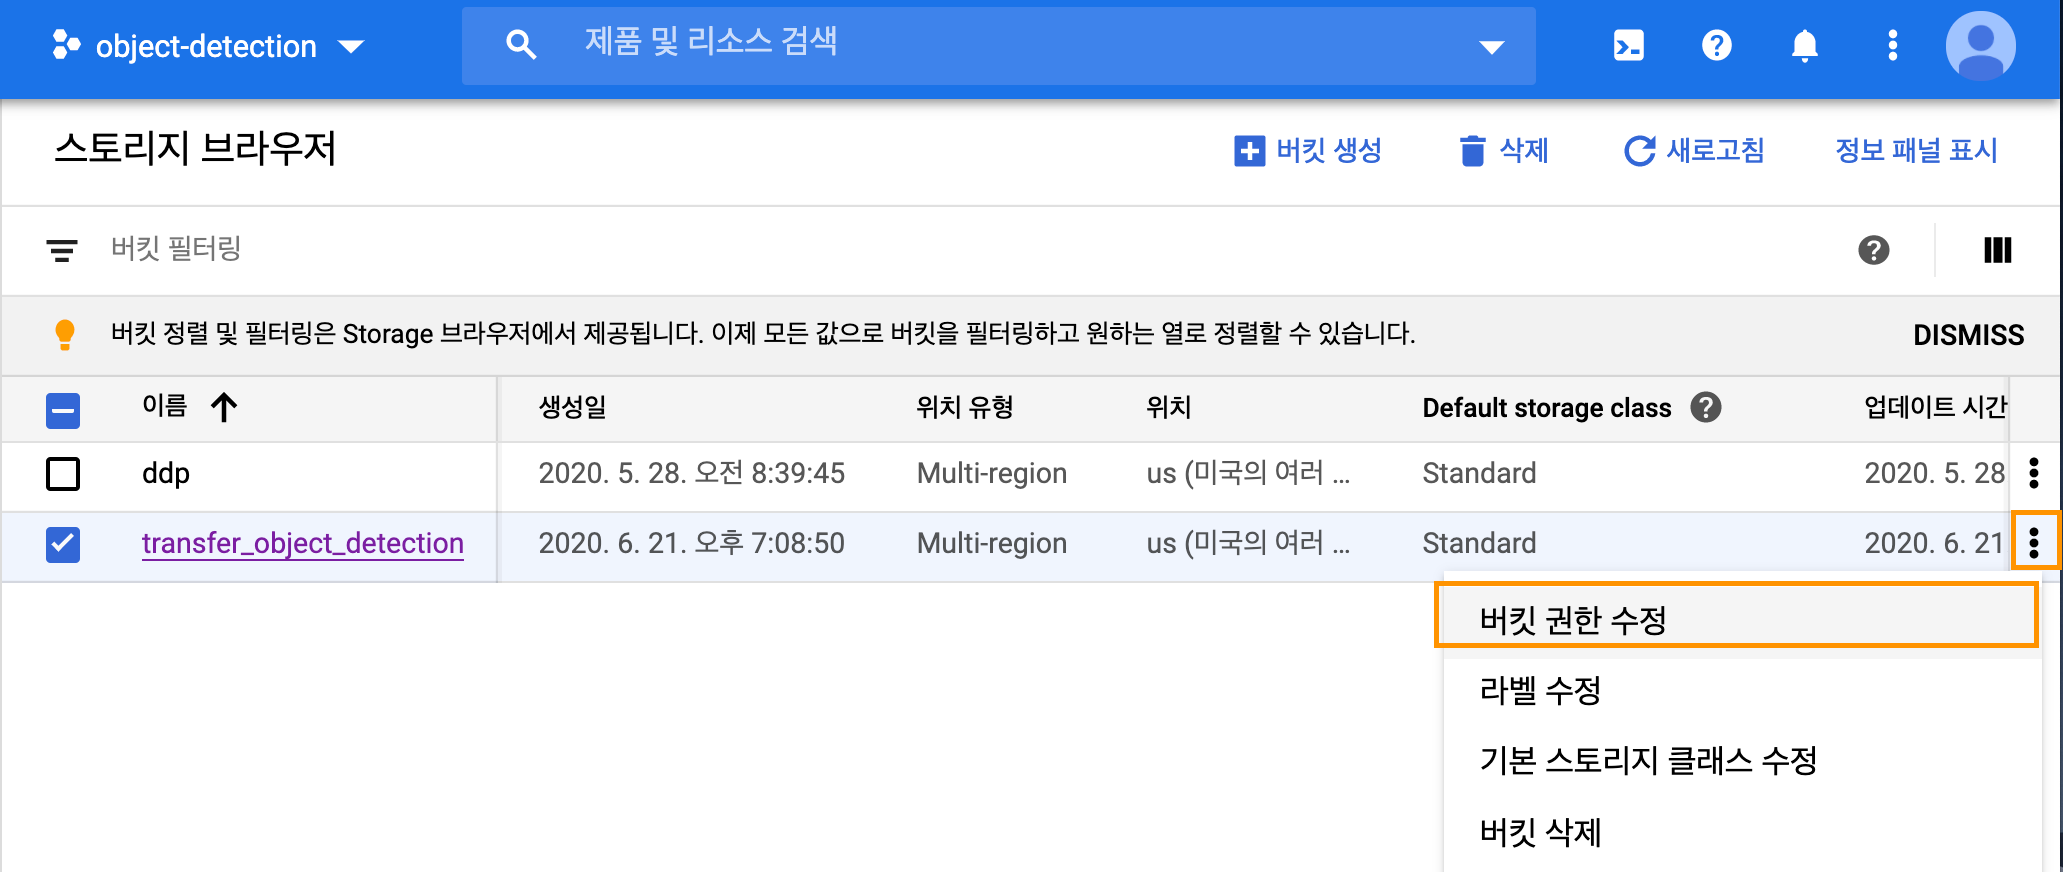 object-detection
제품 및 리소스 검색
스토리지 브라우저
버킷 생성
삭제
새로고침
정보 패널 표시
버킷 필터링
버킷 정렬 및 필터링은 Storage 브라우저에서 제공됩니다. 이제 모든 값으로 버킷을 필터링하고 원하는 열로 정렬할 수 있습니다.
DISMISS
이름 생성일 위치 유형 위치 Default storage class 업데이트 시간
ddp 2020. 5. 28. 오전 8:39:45 Multi-region us (미국의 여러 ... Standard 2020. 5. 28
transfer_object_detection 2020. 6. 21. 오후 7:08:50 Multi-region us (미국의 여러 ... Standard 2020. 6. 21
버킷 권한 수정
라벨 수정
기본 스토리지 클래스 수정
버킷 삭제